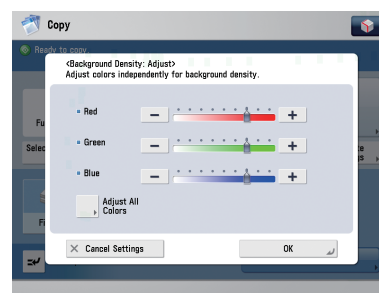 Copy
Ready to copy.
<Background Density: Adjust>
Adjust colors independently for background density.
Red
Green
Blue
Adjust All
Colors
Cancel Settings
OK